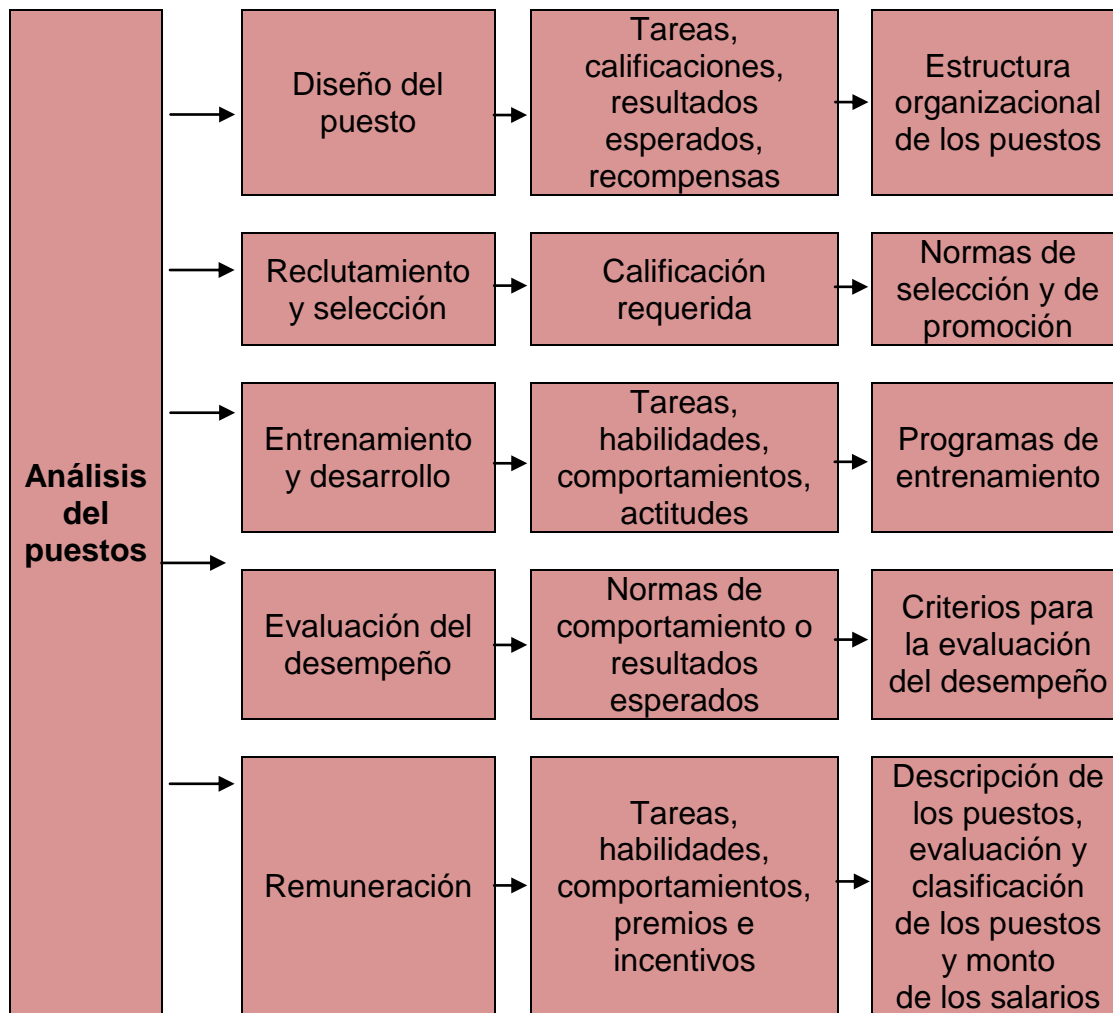 Análisis
del
puestos
Diseño del
puesto
Tareas,
calificaciones,
resultados
esperados,
recompensas
Estructura
organizacional
de los puestos
Reclutamiento
y selección
Calificación
requerida
Normas de
selección y de
promoción
Entrenamiento
y desarrollo
Tareas,
habilidades,
comportamientos,
actitudes
Programas de
entrenamiento
Evaluación del
desempeño
Normas de
comportamiento o
resultados
esperados
Criterios para
la evaluación
del desempeño
Remuneración
Tareas,
habilidades,
comportamientos,
premios e
incentivos
Descripción de
los puestos,
evaluación y
clasificación
de los puestos
y monto
de los salarios